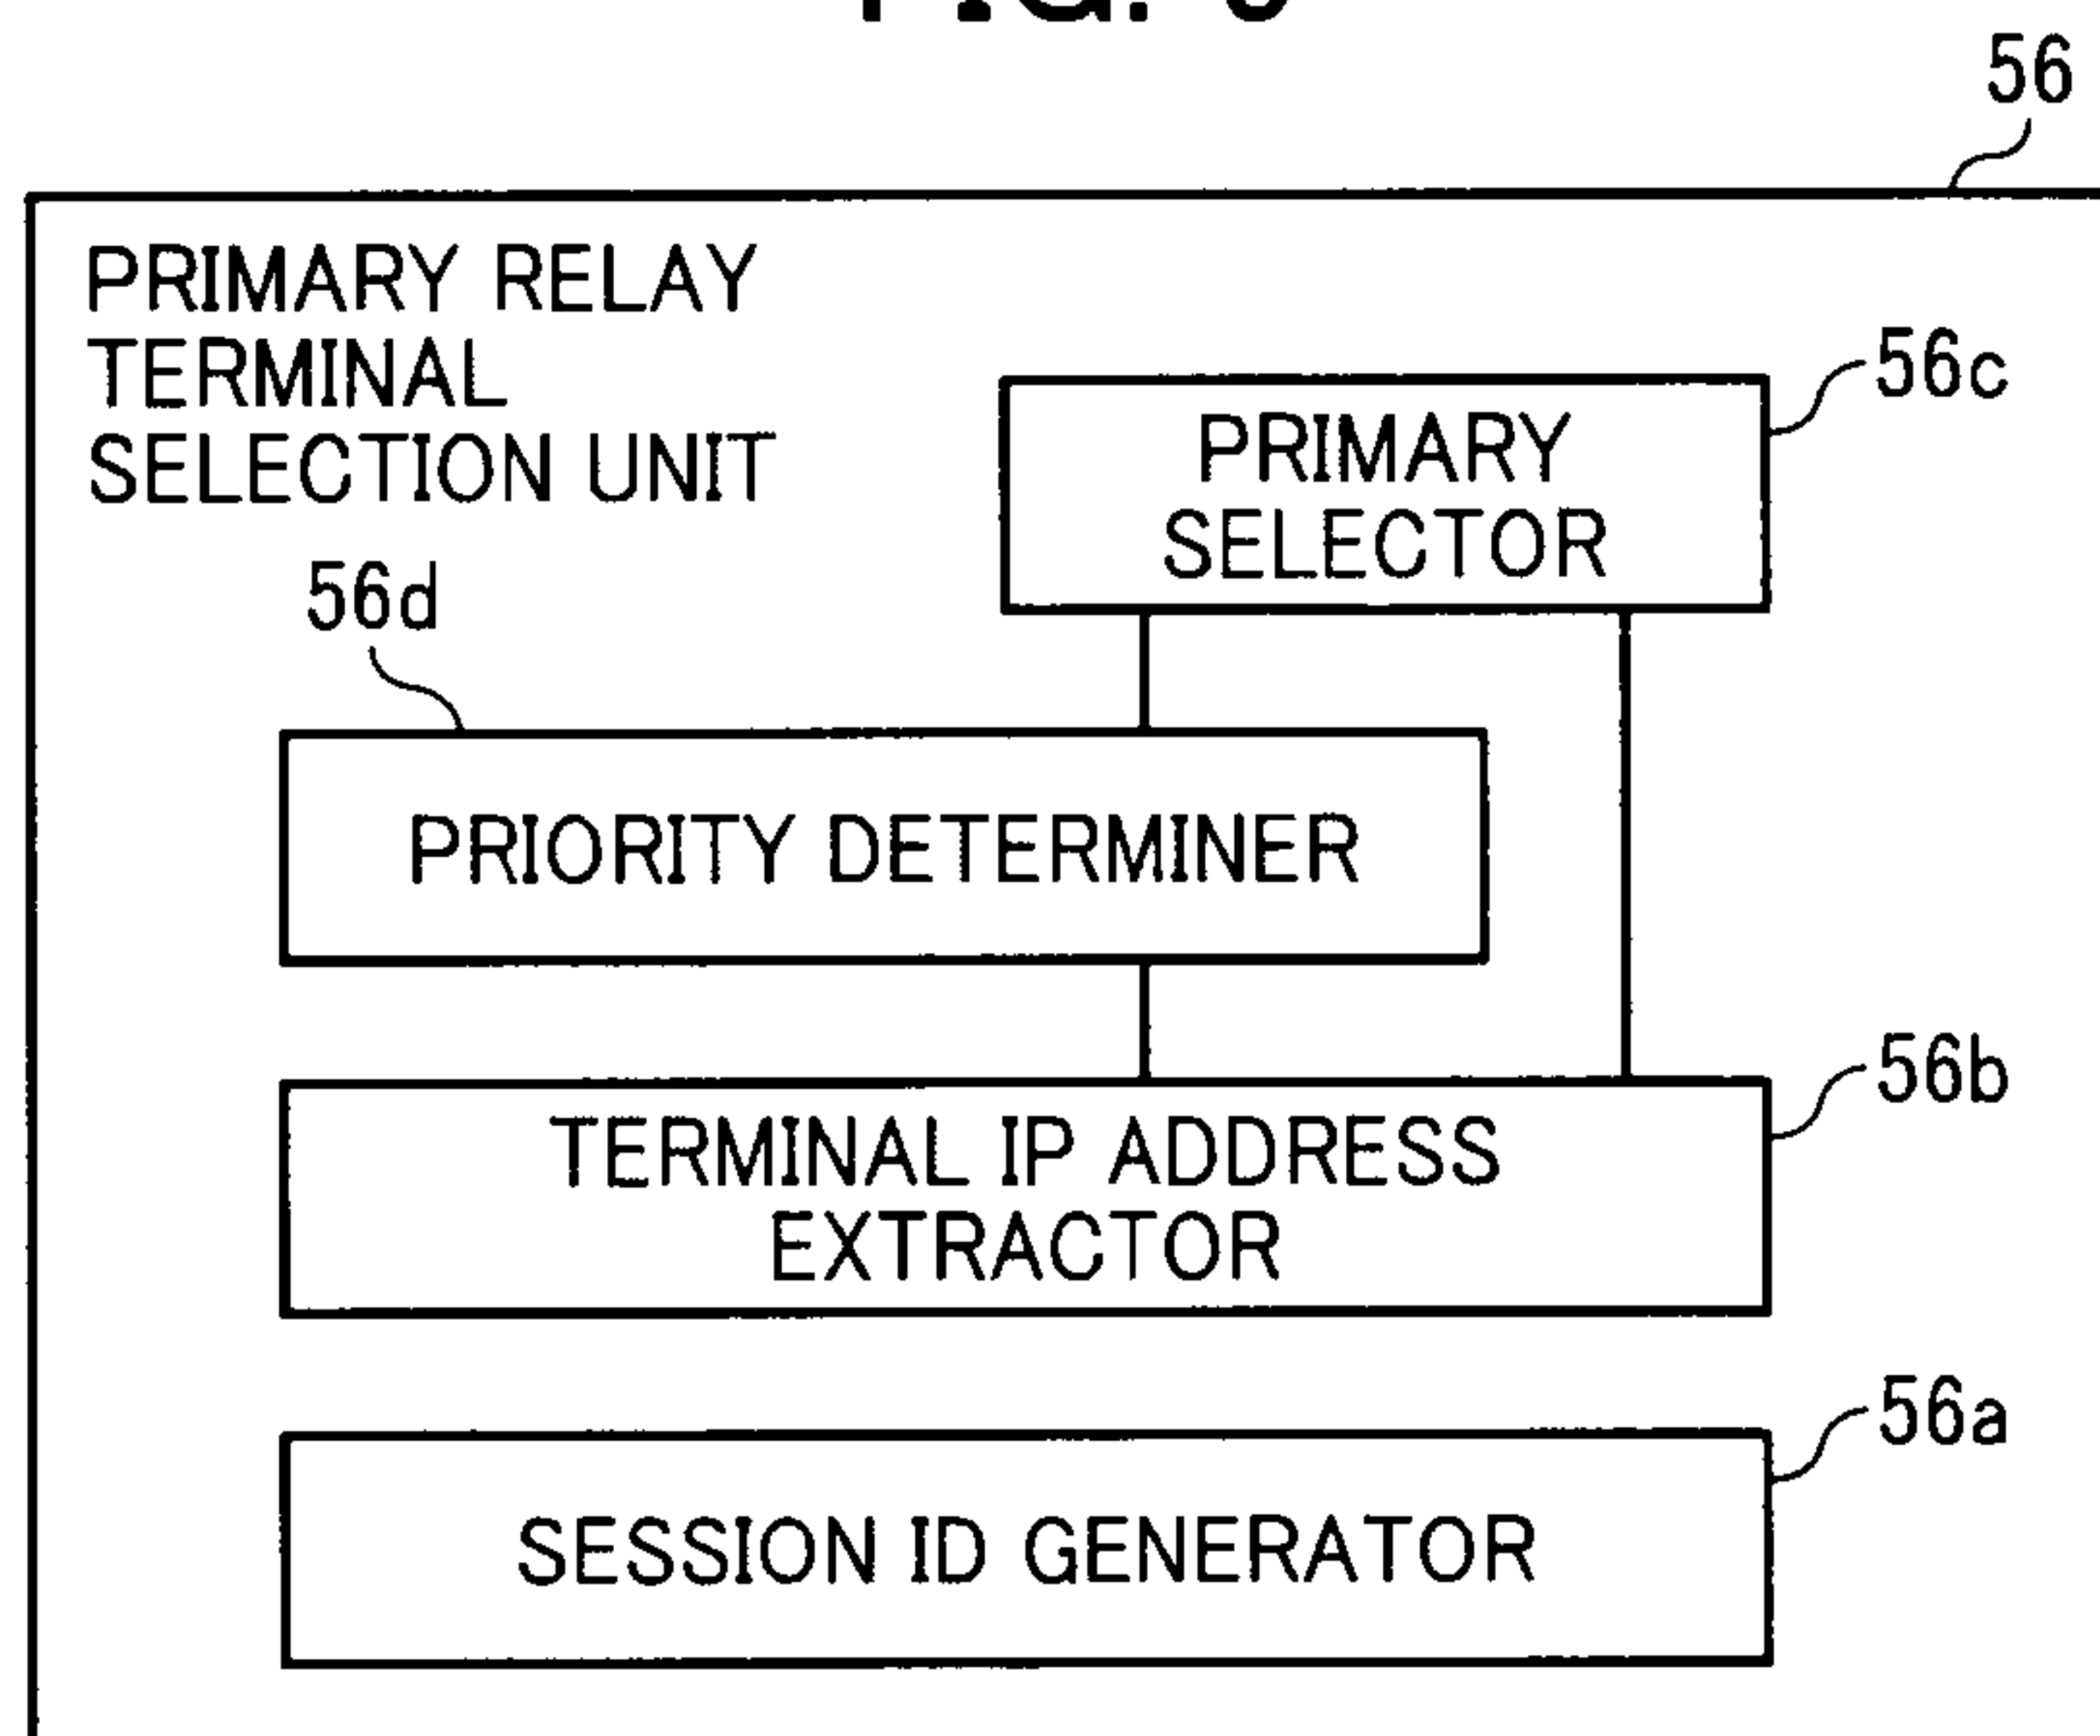 56
PRIMARY RELAY
TERMINAL
SELECTION UNIT
56c
PRIMARY
SELECTOR
56d
PRIORITY DETERMINER
56b
TERMINAL IP ADDRESS
EXTRACTOR
56a
SESSION ID GENERATOR